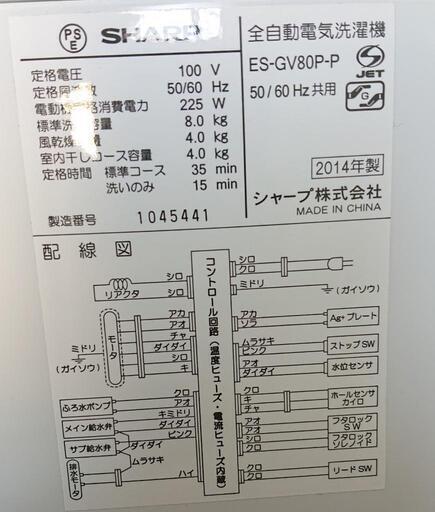 PS
E
SHARP
全自動電気洗濯機
定格電圧 100 V
定格周波数 50/60 Hz
電動機定格消費電力 225 W
標準洗濯容量 8.0 kg
風乾燥容量 4.0 kg
室内干しコース容量 4.0 kg
定格時間 標準コース 35 min
洗いのみ 15 min
製造番号 1045441
ES-GV80P-P
50/60Hz共用
JET
G
2014年製
シャープ株式会社
MADE IN CHINA
配線図
コントロール回路(温度ヒューズ・電流ヒューズ内蔵)
シロ
シロ
リアクタ
アカ
アオ
チャ
ミドリ
ダイダイ
シロ
(ガイソウ)
キ
モータ
クロ
ふろ水ポンプ
アオ
キミドリ
メイン給水弁
ダイダイ
ピンク
サブ給水弁
ダイダイ
ムラサキ
排水モータ
ハイ
シロ
クロ
ミドリ
(ガイソウ)
アカ
ソラ
Ag+プレート
ムラサキ
ピンク
ストップSW
水位センサ
ダイダイ
クロ
キ
チャ
ホールセンサ
カイロ
アオ
アオ
フタロック
SW
シロ
クロ
フタロック
ソレノイド
クロ
クロ
リードSW